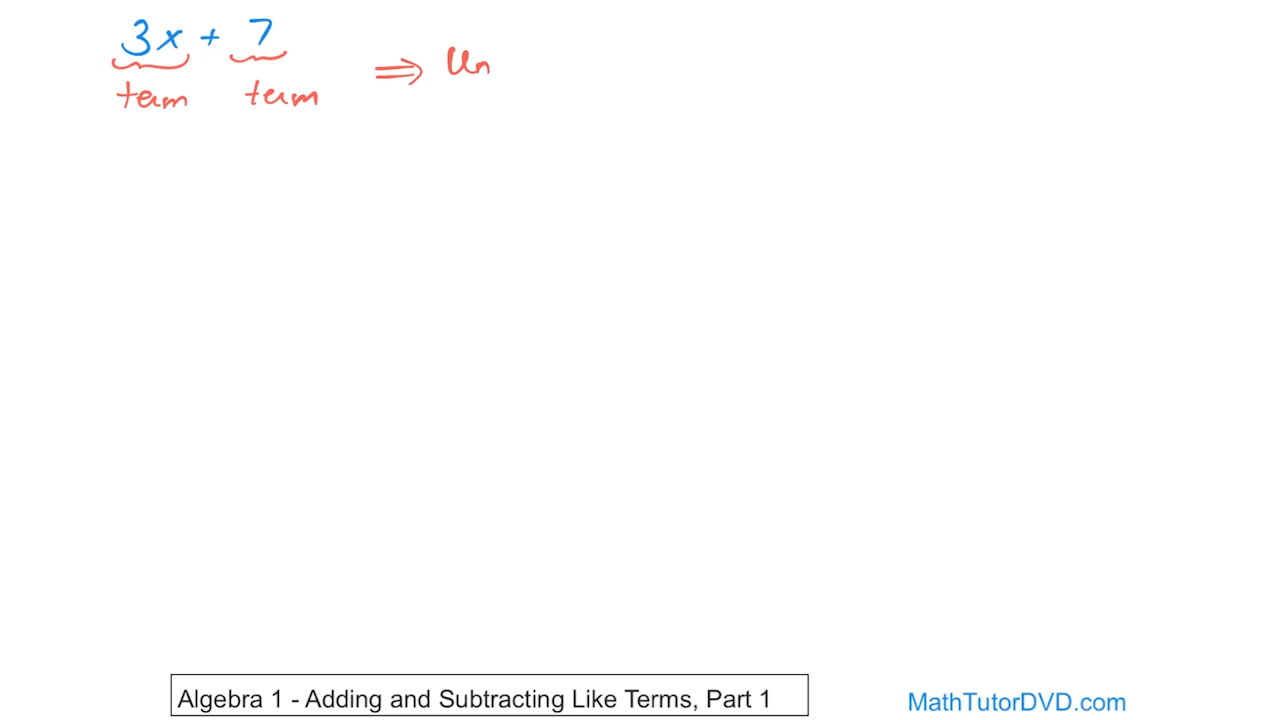 3x + 7
term term ⇒ Un
Algebra 1 - Adding and Subtracting Like Terms, Part 1
MathTutorDVD.com